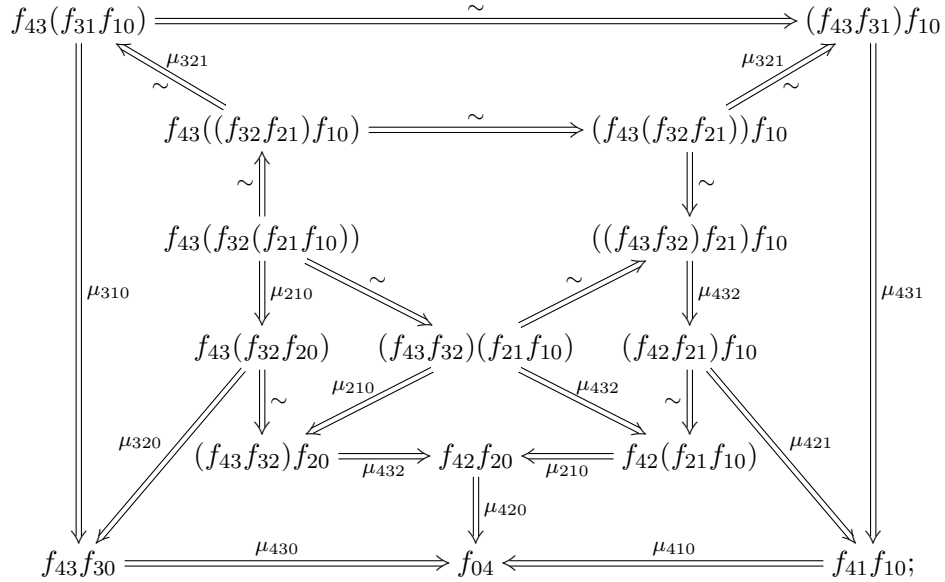 ∼
f₄₃(f₃₁f₁₀) (f₄₃f₃₁)f₁₀
μ₃₂₁ μ₃₂₁
∼ ∼
f₄₃((f₃₂f₂₁)f₁₀) ∼ (f₄₃(f₃₂f₂₁))f₁₀
∼ ∼
f₄₃(f₃₂(f₂₁f₁₀)) ((f₄₃f₃₂)f₂₁)f₁₀
μ₃₁₀ μ₂₁₀ ∼ ∼ μ₄₃₂ μ₄₃₁
f₄₃(f₃₂f₂₀) (f₄₃f₃₂)(f₂₁f₁₀) (f₄₂f₂₁)f₁₀
μ₃₂₀ ∼ μ₂₁₀ μ₄₃₂ ∼ μ₄₂₁
(f₄₃f₃₂)f₂₀ μ₄₃₂ f₄₂f₂₀ μ₂₁₀ f₄₂(f₂₁f₁₀)
μ₄₂₀
μ₄₃₀ μ₄₁₀
f₄₃f₃₀ f₀₄ f₄₁f₁₀;